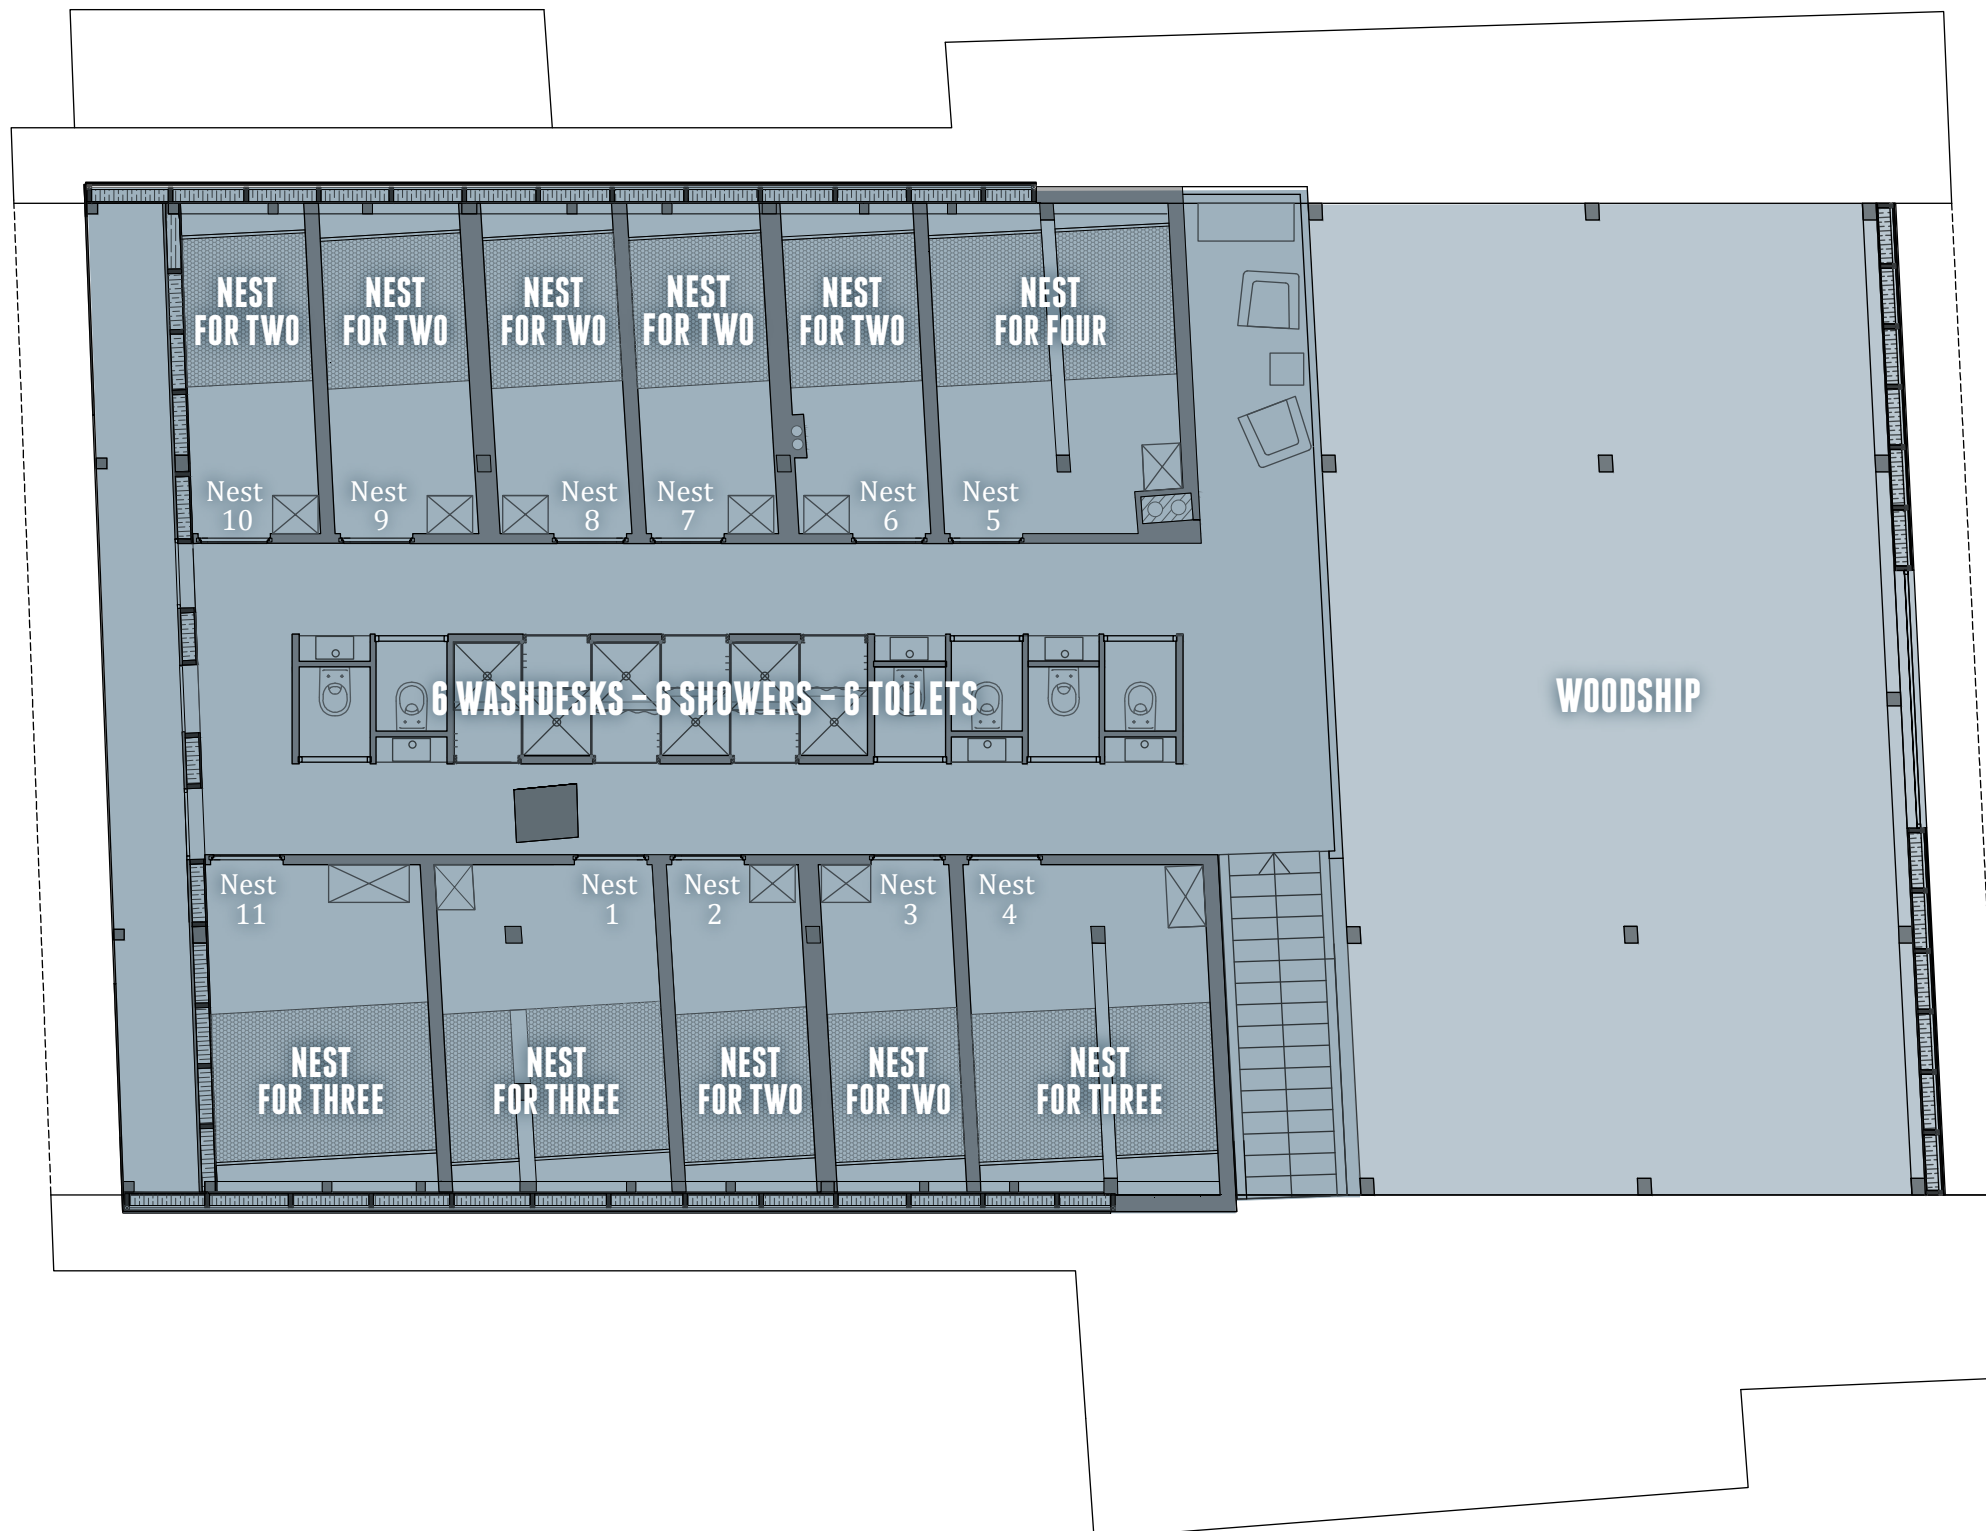 NEST
FOR TWO
NEST
FOR TWO
NEST
FOR TWO
NEST
FOR TWO
NEST
FOR TWO
NEST
FOR FOUR
Nest
10
Nest
9
Nest
8
Nest
7
Nest
6
Nest
5
6 WASHDESKS – 6 SHOWERS – 6 TOILETS
WOODSHIP
Nest
11
Nest
1
Nest
2
Nest
3
Nest
4
NEST
FOR THREE
NEST
FOR THREE
NEST
FOR TWO
NEST
FOR TWO
NEST
FOR THREE